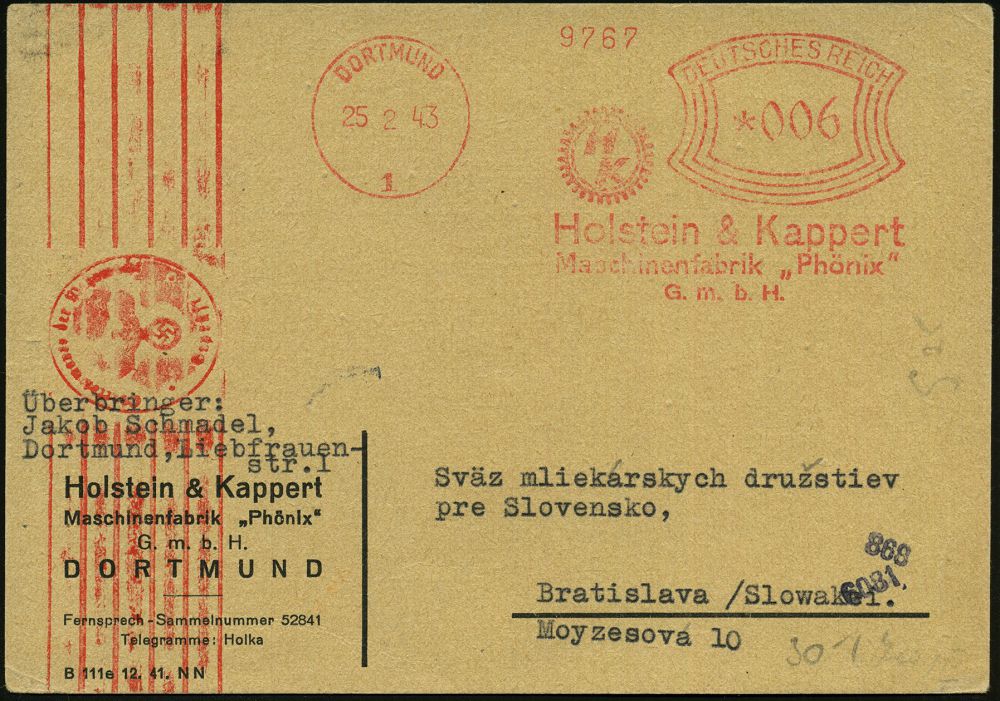 9767
DORTMUND
25 2 43
1
DEUTSCHES REICH
*006
H K
Holstein & Kappert
Maschinenfabrik „Phönix“
G. m. b. H.
Überbringer:
Jakob Schmadel,
Dortmund,Liebfrauen-
str.1
Holstein & Kappert
Maschinenfabrik „Phönix“
G. m. b. H.
DORTMUND
Fernsprech-Sammelnummer 52841
Telegramme: Holka
B 111e 12. 41. N N
Sväz mliekárskych družstiev
pre Slovensko,
868
6081
Bratislava /Slowakei.
Moyzesová 10